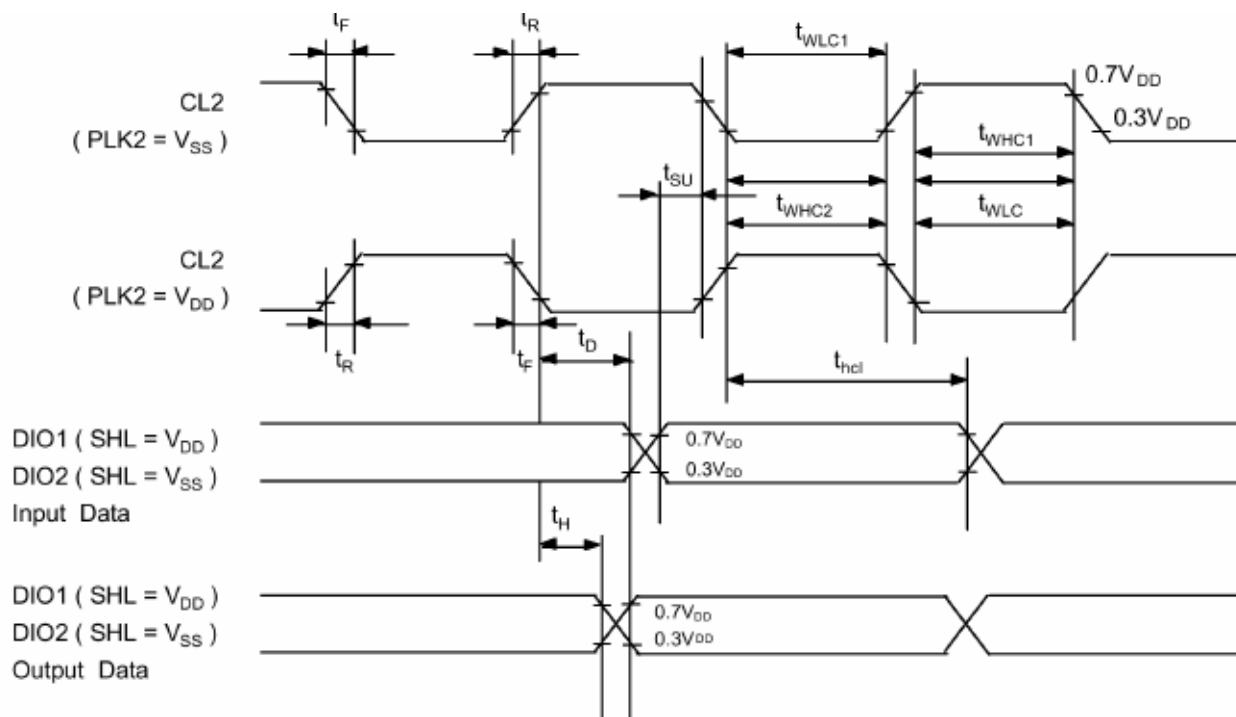 tF
tR
tWLC1
0.7VDD
CL2
0.3VDD
( PLK2 = VSS )
tWHC1
tSU
tWHC2
tWLC
CL2
( PLK2 = VDD )
tR
tF
tD
thcl
DIO1 ( SHL = VDD )
0.7VDD
DIO2 ( SHL = VSS )
0.3VDD
Input Data
tH
DIO1 ( SHL = VDD )
0.7VDD
DIO2 ( SHL = VSS )
0.3VDD
Output Data